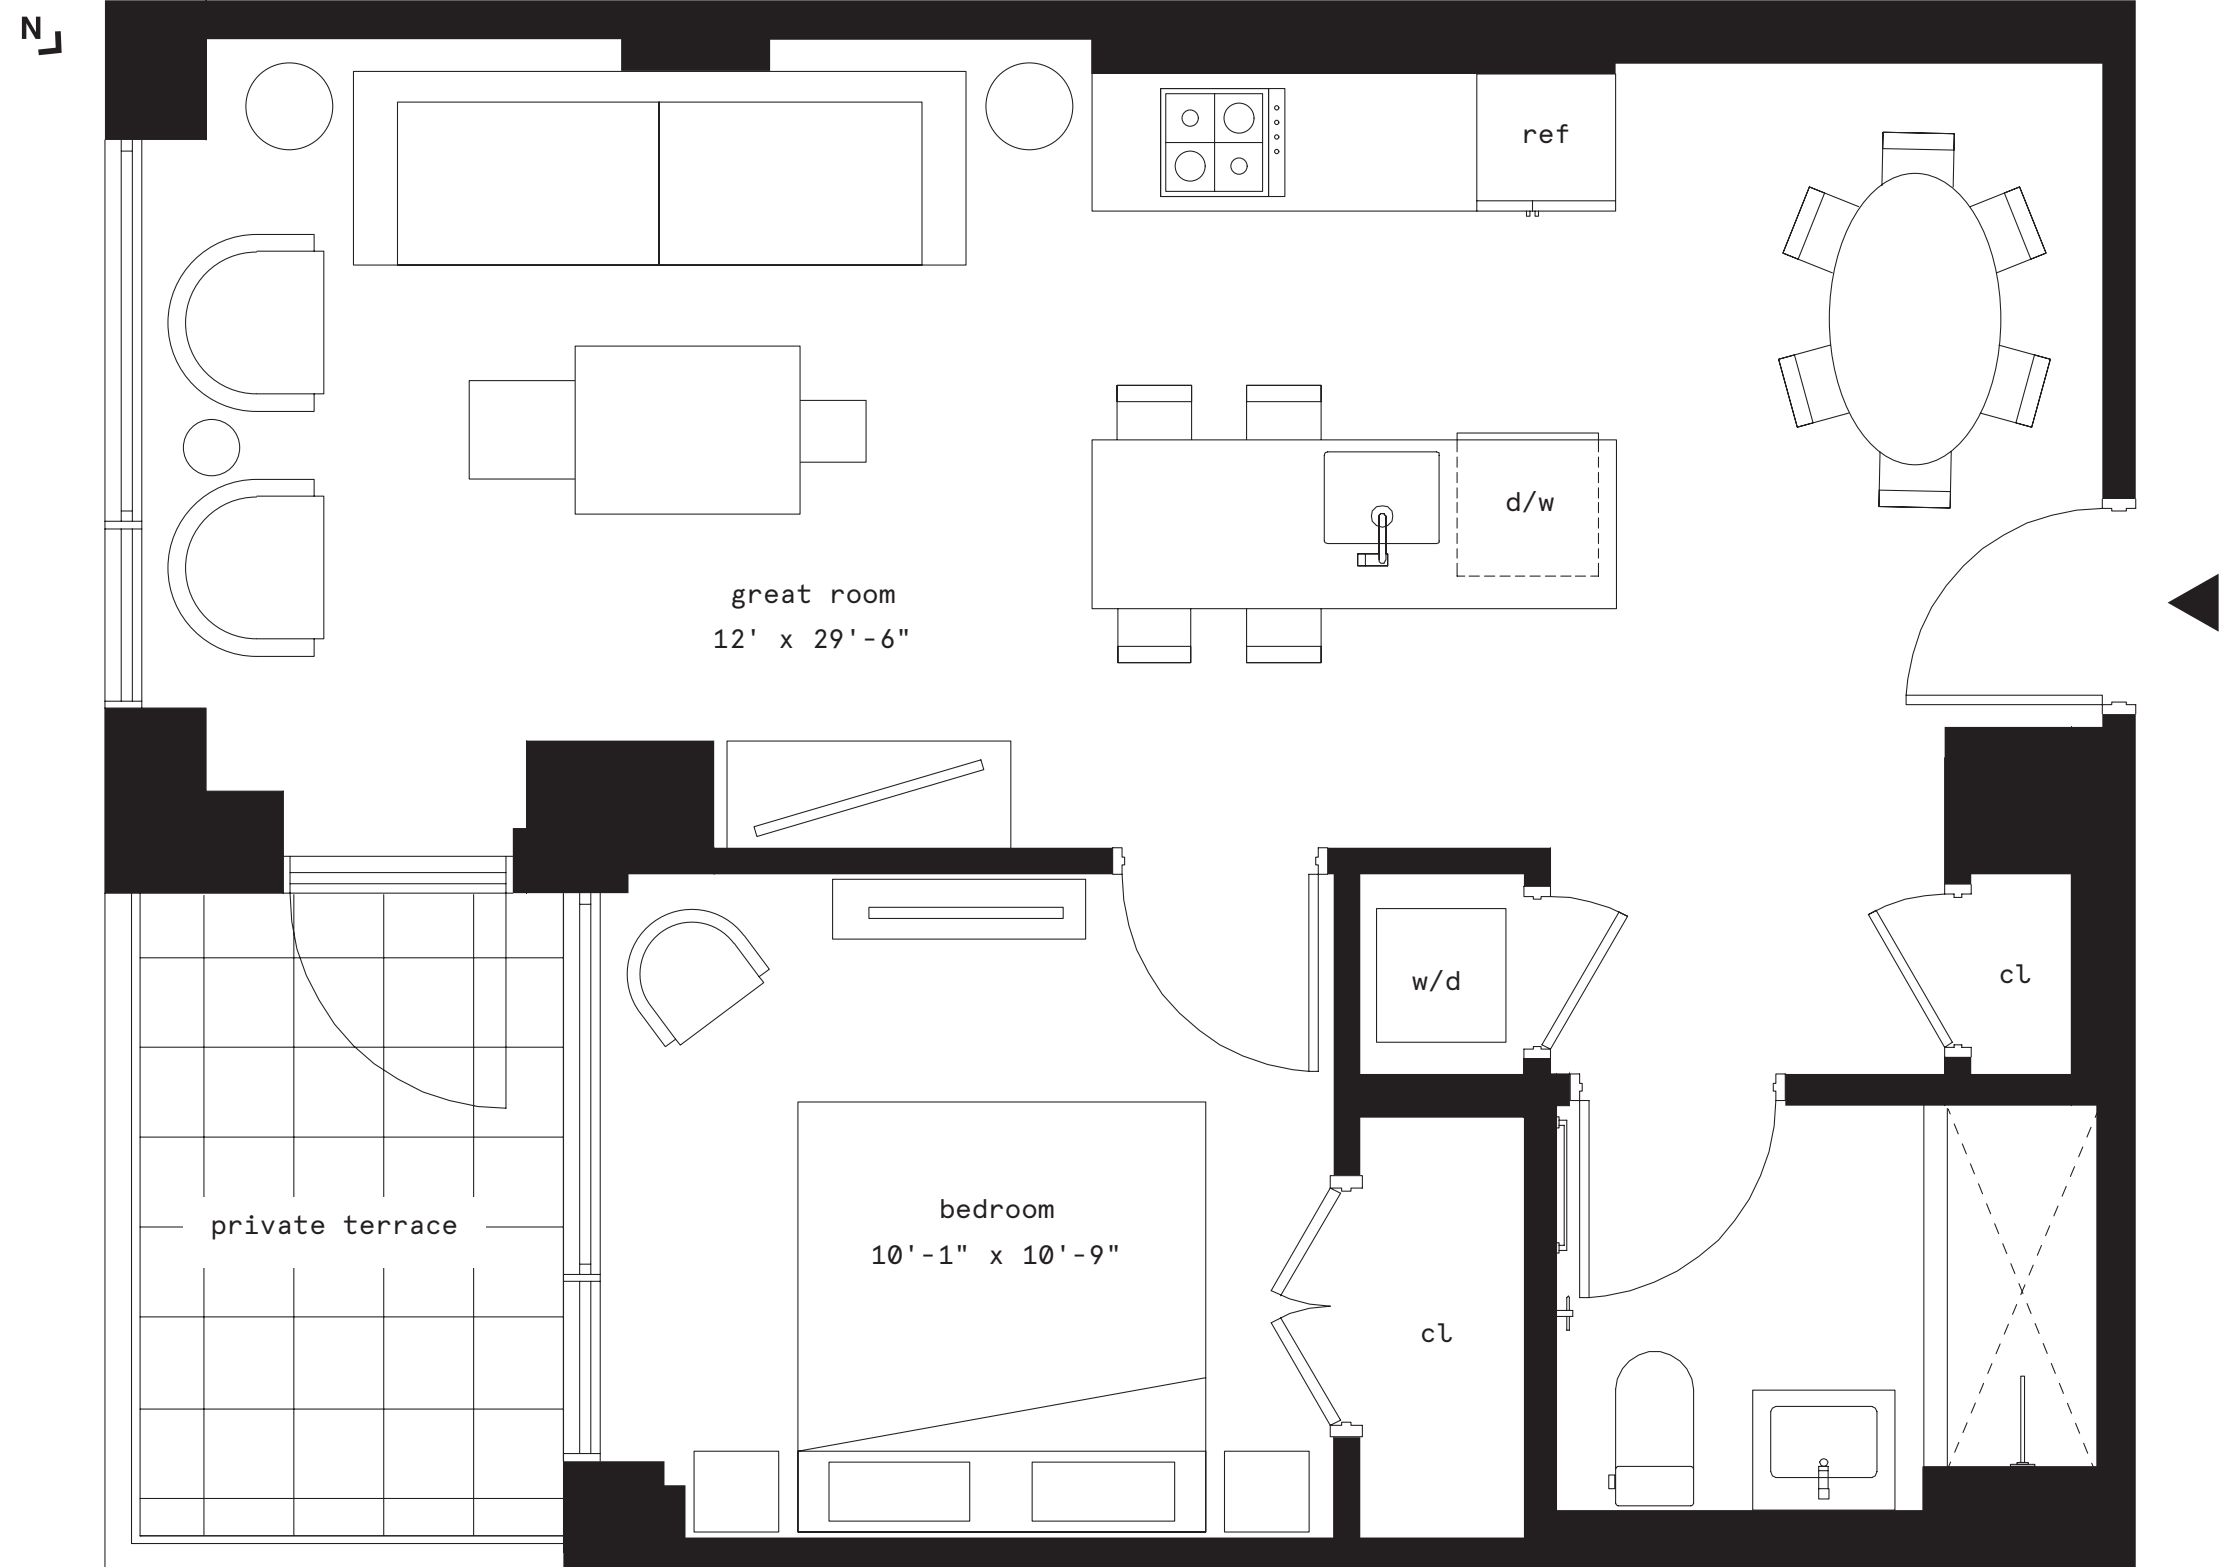 N
ref
d/w
great room
12' x 29'-6"
w/d
cl
private terrace
bedroom
10'-1" x 10'-9"
cl